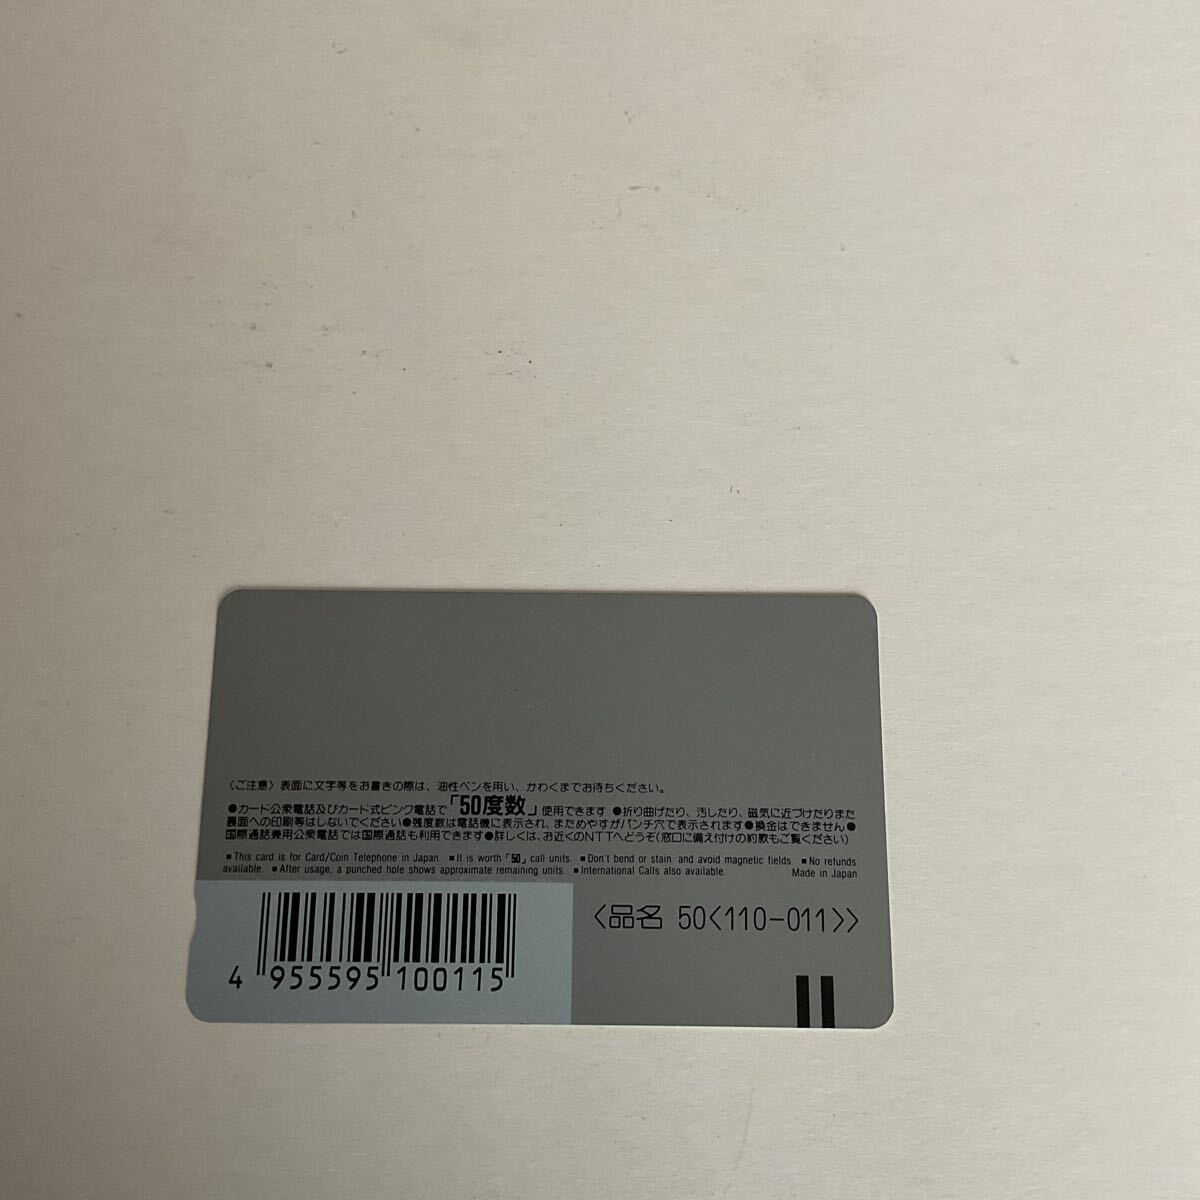 〈ご注意〉表面に文字等をお書きの際は、油性ペンを用い、かわくまでお待ちください。
●カード公衆電話及びカード式ピンク電話で「50度数」使用できます ●折り曲げたり、汚したり、磁気に近づけたりまた
裏面への印刷等はしないでください●残度数は電話機に表示され、まためやすがパンチ穴で表示されます●換金はできません●
国際通話兼用公衆電話では国際通話も利用できます●詳しくは、お近くのNTTへどうぞ(窓口に備え付けの約款もご覧ください)
■This card is for Card/Coin Telephone in Japan. ■It is worth「50」call units. ■Don't bend or stain and avoid magnetic fields. ■No refunds
available. ■After usage, a punched hole shows approximate remaining units. ■International Calls also available. Made in Japan
〈品名 50〈110-011〉〉
4 955595 100115